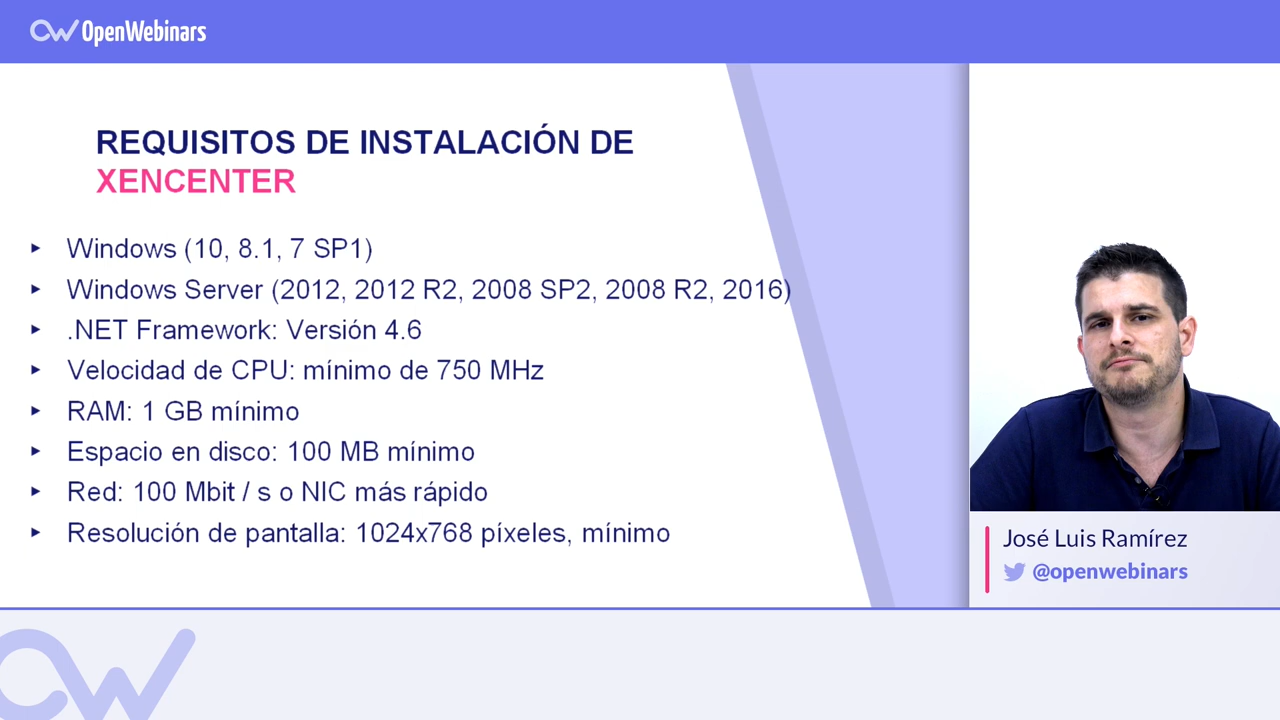 OpenWebinars
REQUISITOS DE INSTALACIÓN DE
XENCENTER
‣ Windows (10, 8.1, 7 SP1)
‣ Windows Server (2012, 2012 R2, 2008 SP2, 2008 R2, 2016)
‣ .NET Framework: Versión 4.6
‣ Velocidad de CPU: mínimo de 750 MHz
‣ RAM: 1 GB mínimo
‣ Espacio en disco: 100 MB mínimo
‣ Red: 100 Mbit / s o NIC más rápido
‣ Resolución de pantalla: 1024x768 píxeles, mínimo
José Luis Ramírez
@openwebinars